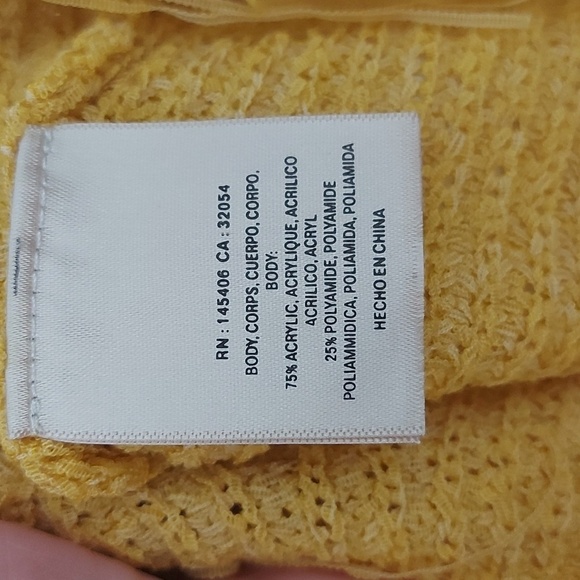 RN : 145406 CA : 32054
BODY, CORPS, CUERPO, CORPO,
BODY:
75% ACRYLIC, ACRYLIQUE, ACRILICO
ACRILICO, ACRYL
25% POLYAMIDE, POLYAMIDE
POLIAMMIDICA, POLIAMIDA, POLIAMIDA
HECHO EN CHINA